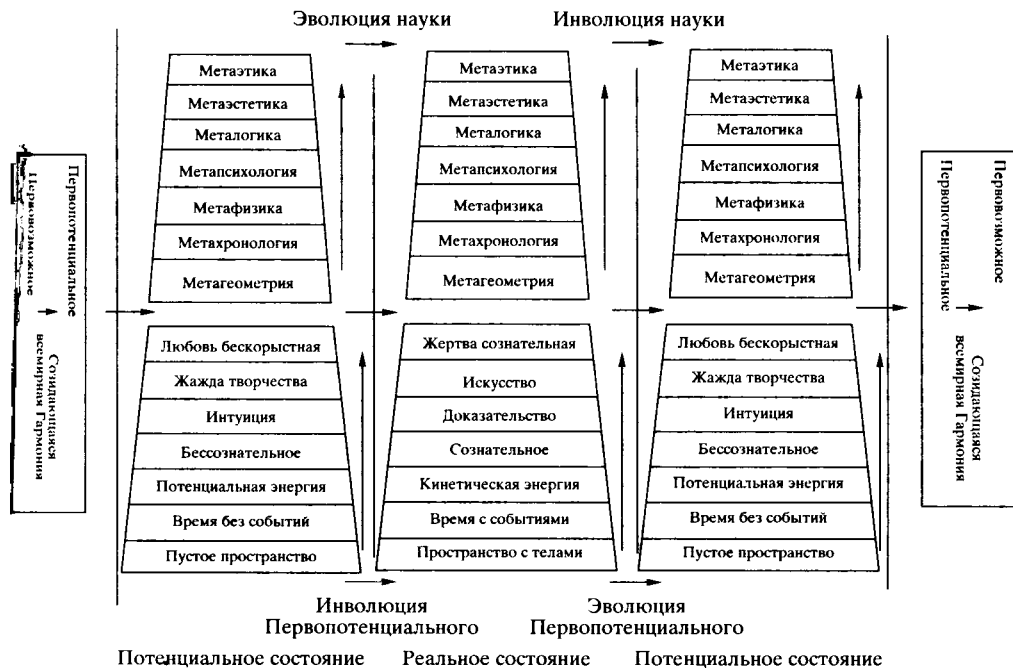 Эволюция науки
Инволюция науки
Первопотенциальное
Первовозможное
Созидающаяся
всемирная Гармония
Метаэтика
Метаэстетика
Металогика
Метапсихология
Метафизика
Метахронология
Метагеометрия
Любовь бескорыстная
Жажда творчества
Интуиция
Бессознательное
Потенциальная энергия
Время без событий
Пустое пространство
Метаэтика
Метаэстетика
Металогика
Метапсихология
Метафизика
Метахронология
Метагеометрия
Жертва сознательная
Искусство
Доказательство
Сознательное
Кинетическая энергия
Время с событиями
Пространство с телами
Метаэтика
Метаэстетика
Металогика
Метапсихология
Метафизика
Метахронология
Метагеометрия
Любовь бескорыстная
Жажда творчества
Интуиция
Бессознательное
Потенциальная энергия
Время без событий
Пустое пространство
Первовозможное
Первопотенциальное
Созидающаяся
всемирная Гармония
Инволюция
Первопотенциального
Эволюция
Первопотенциального
Потенциальное состояние
Реальное состояние
Потенциальное состояние